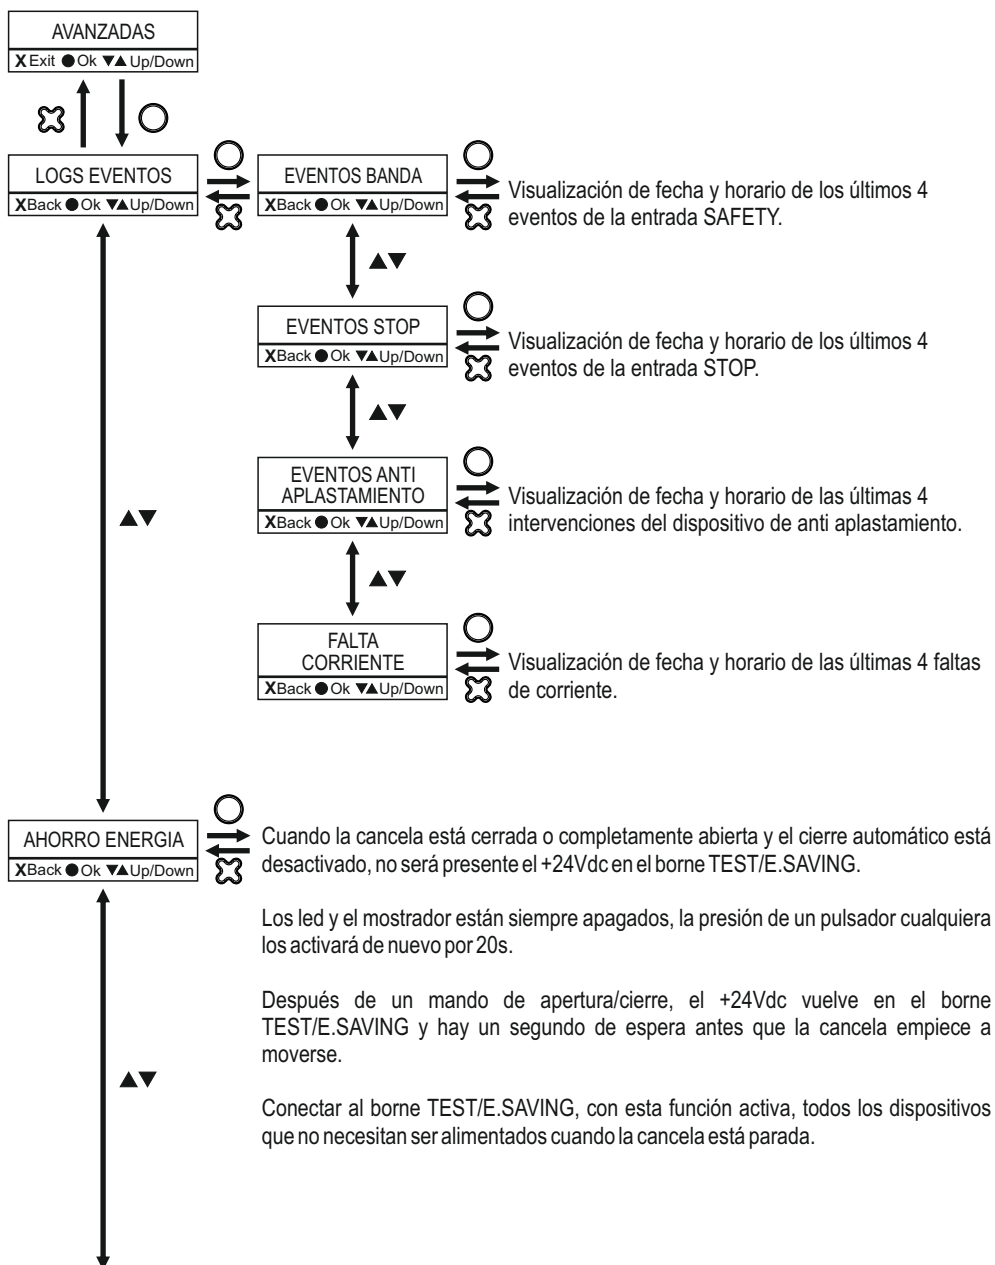 AVANZADAS
X Exit ● Ok ▼▲ Up/Down
LOGS EVENTOS
XBack ● Ok ▼▲Up/Down
EVENTOS BANDA
XBack ● Ok ▼▲Up/Down
Visualización de fecha y horario de los últimos 4
eventos de la entrada SAFETY.
▲▼
EVENTOS STOP
XBack ● Ok ▼▲Up/Down
Visualización de fecha y horario de los últimos 4
eventos de la entrada STOP.
▲▼
EVENTOS ANTI
APLASTAMIENTO
XBack ● Ok ▼▲Up/Down
Visualización de fecha y horario de las últimas 4
intervenciones del dispositivo de anti aplastamiento.
▲▼
▲▼
FALTA
CORRIENTE
XBack ● Ok ▼▲Up/Down
Visualización de fecha y horario de las últimas 4 faltas
de corriente.
AHORRO ENERGIA
XBack ● Ok ▼▲Up/Down
Cuando la cancela está cerrada o completamente abierta y el cierre automático está
desactivado, no será presente el +24Vdc en el borne TEST/E.SAVING.
Los led y el mostrador están siempre apagados, la presión de un pulsador cualquiera
los activará de nuevo por 20s.
Después de un mando de apertura/cierre, el +24Vdc vuelve en el borne
TEST/E.SAVING y hay un segundo de espera antes que la cancela empiece a
moverse.
▲▼
Conectar al borne TEST/E.SAVING, con esta función activa, todos los dispositivos
que no necesitan ser alimentados cuando la cancela está parada.